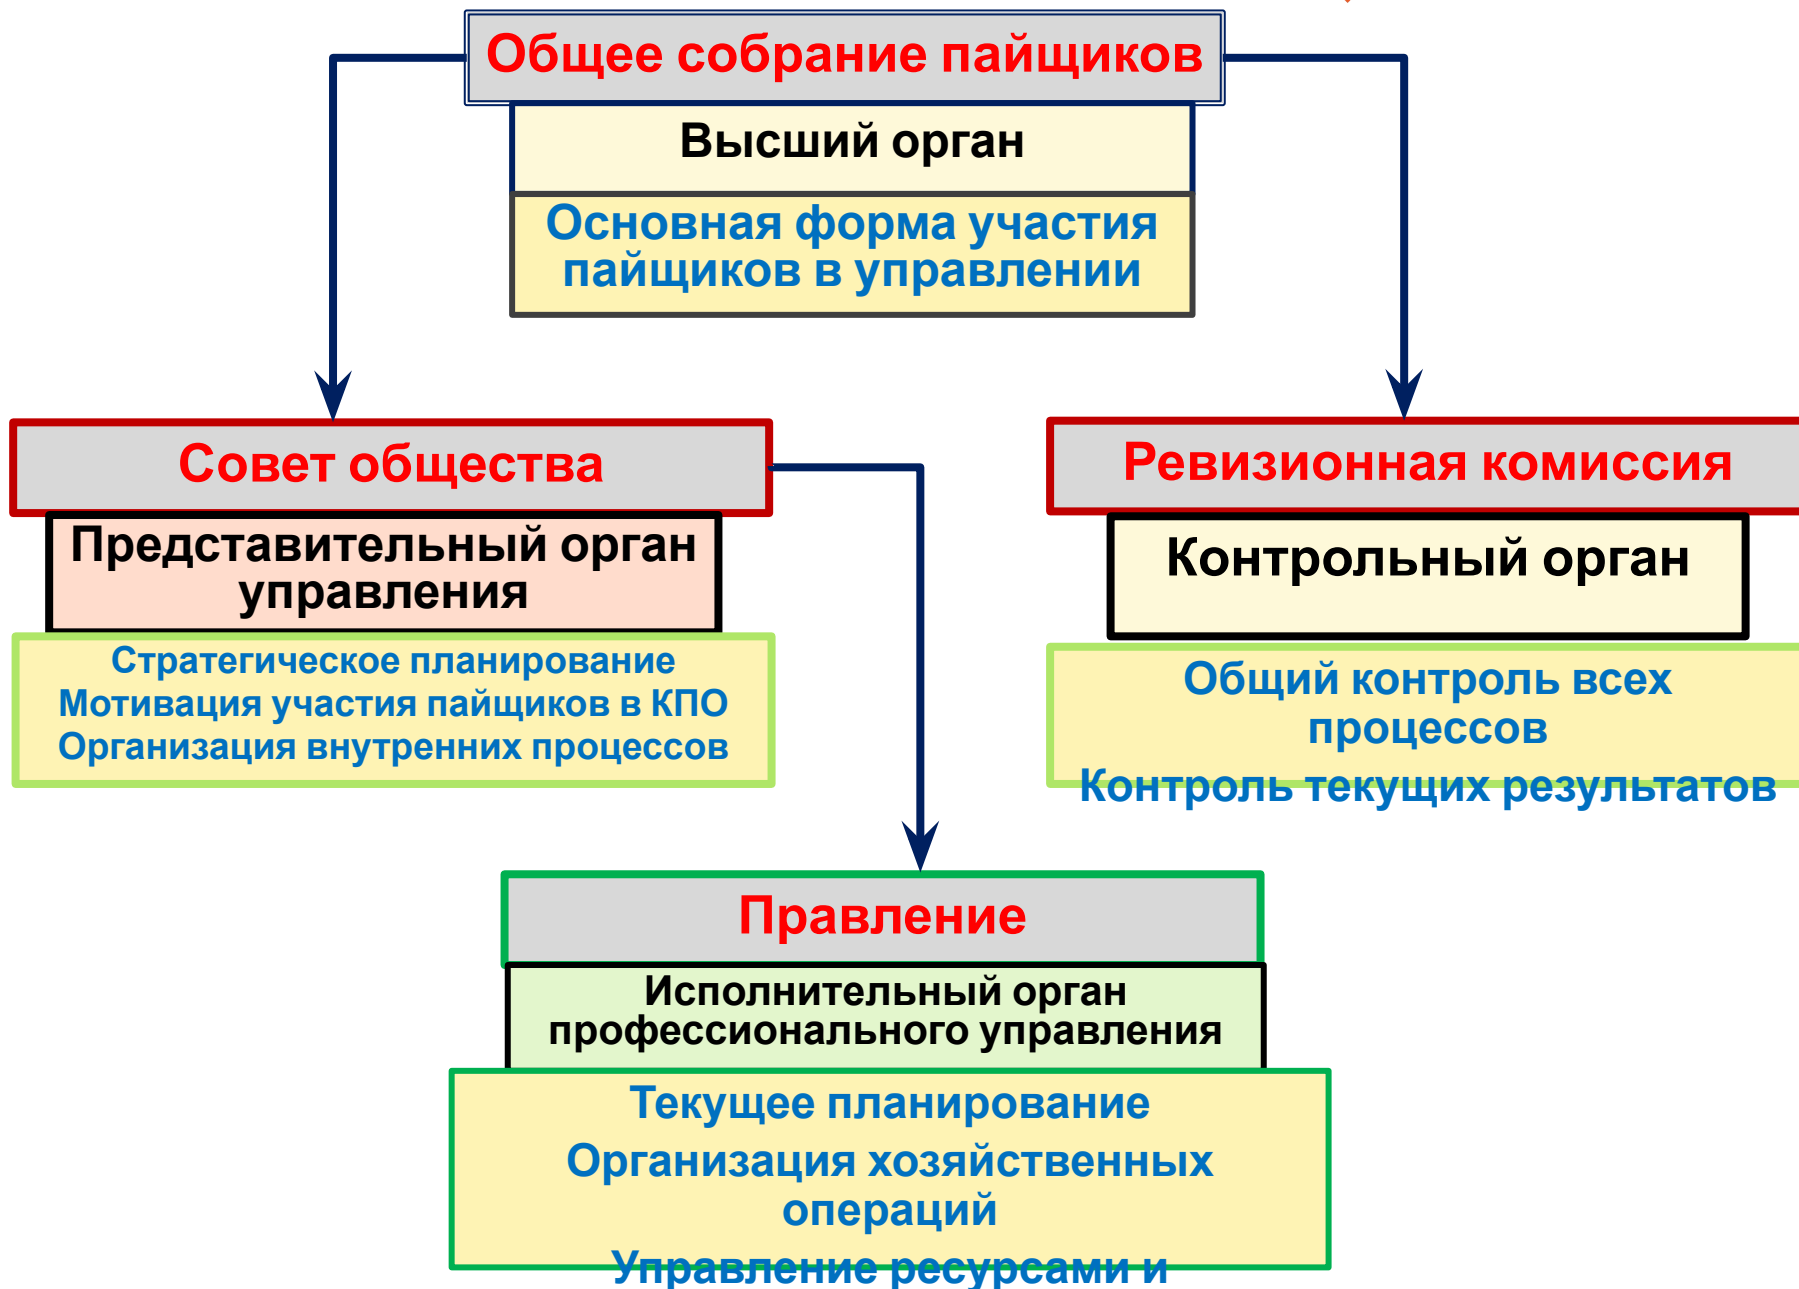 Общее собрание пайщиков
Высший орган
Основная форма участия
пайщиков в управлении
Совет общества
Представительный орган
управления
Стратегическое планирование
Мотивация участия пайщиков в КПО
Организация внутренних процессов
Ревизионная комиссия
Контрольный орган
Общий контроль всех
процессов
Контроль текущих результатов
Правление
Исполнительный орган
профессионального управления
Текущее планирование
Организация хозяйственных
операций
Управление ресурсами и